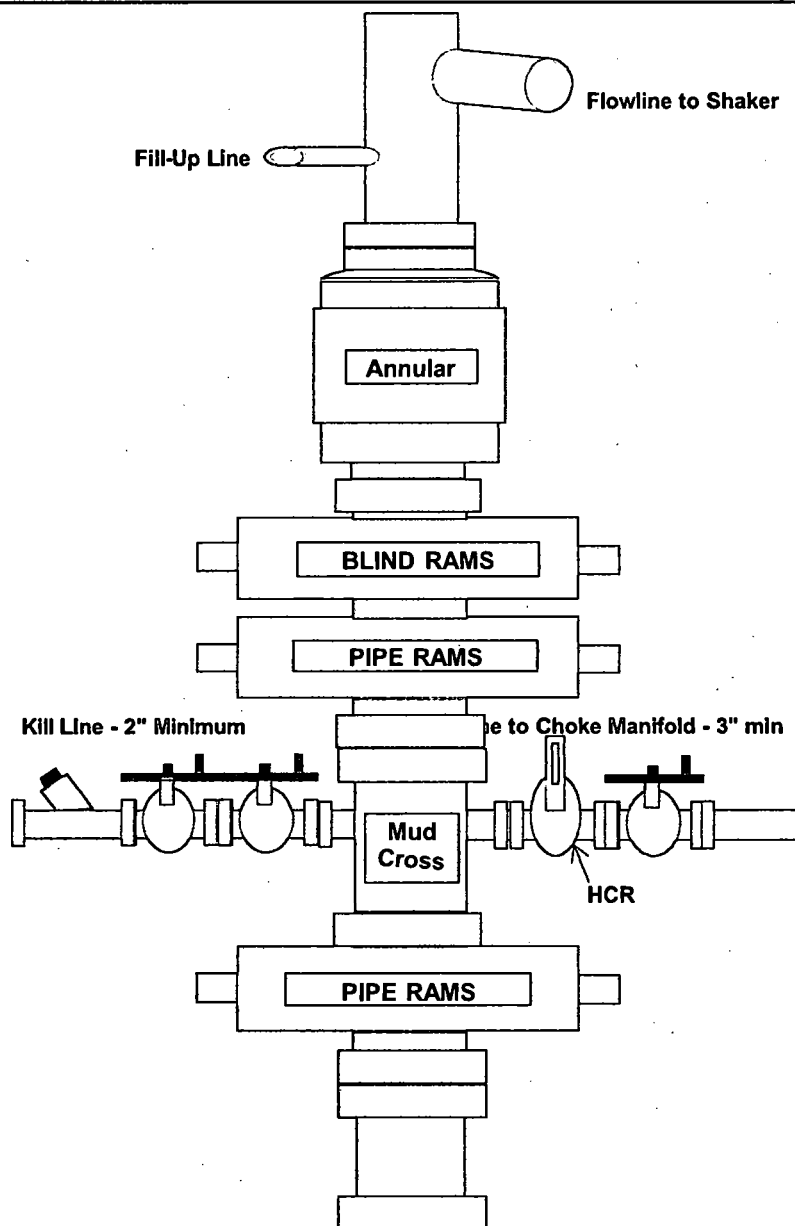 Flowline to Shaker
Fill-Up Line
Annular
BLIND RAMS
PIPE RAMS
Kill Line - 2" Minimum
to Choke Manifold - 3" min
Mud
Cross
HCR
PIPE RAMS